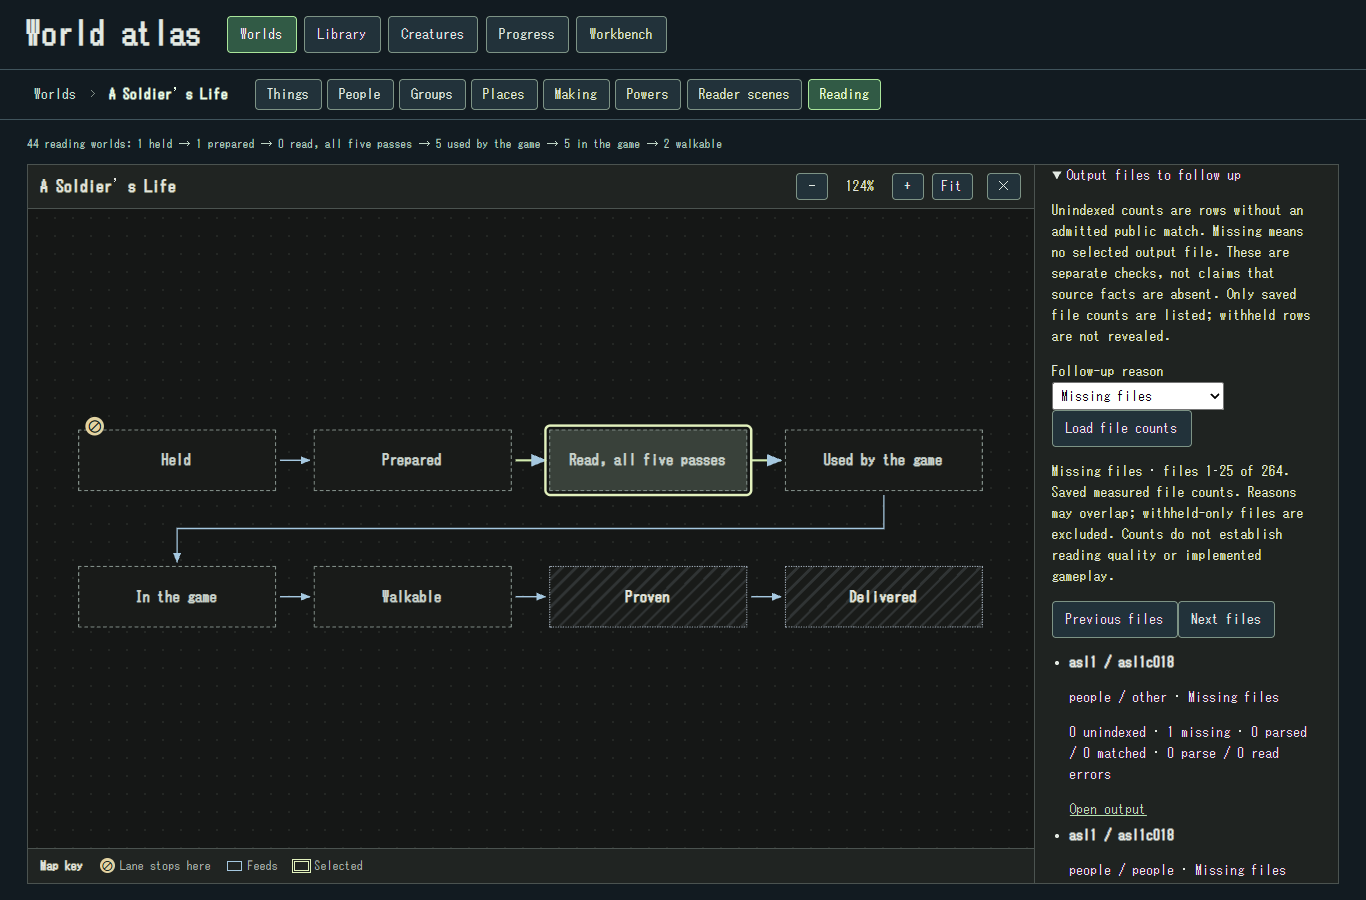 World atlas
Worlds
Library
Creatures
Progress
Workbench
Worlds > A Soldier's Life
Things
People
Groups
Places
Making
Powers
Reader scenes
Reading
44 reading worlds: 1 held → 1 prepared → 0 read, all five passes → 5 used by the game → 5 in the game → 2 walkable
A Soldier's Life
−
124%
+
Fit
×
Held
Prepared
Read, all five passes
Used by the game
In the game
Walkable
Proven
Delivered
Map key
Lane stops here
Feeds
Selected
▼ Output files to follow up
Unindexed counts are rows without an
admitted public match. Missing means
no selected output file. These are
separate checks, not claims that
source facts are absent. Only saved
file counts are listed; withheld rows
are not revealed.
Follow-up reason
Missing files
Load file counts
Missing files · files 1-25 of 264.
Saved measured file counts. Reasons
may overlap; withheld-only files are
excluded. Counts do not establish
reading quality or implemented
gameplay.
Previous files
Next files
• asl1 / asl1c018
people / other · Missing files
0 unindexed · 1 missing · 0 parsed
/ 0 matched · 0 parse / 0 read
errors
Open output
• asl1 / asl1c018
people / people · Missing files